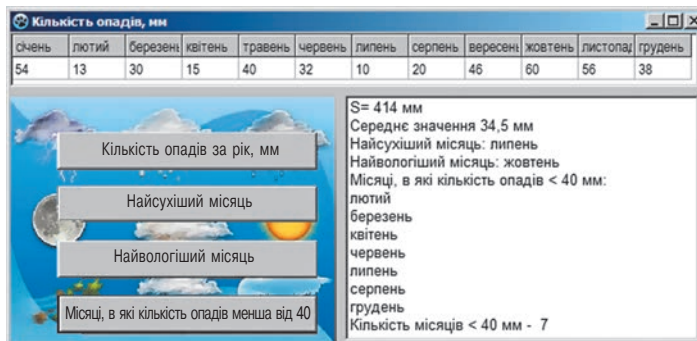 Кількість опадів, мм
січень лютий березень квітень травень червень липень серпень вересень жовтень листопад грудень
54 13 30 15 40 32 10 20 46 60 56 38
Кількість опадів за рік, мм
Найсухіший місяць
Найвологіший місяць
Місяці, в які кількість опадів менша від 40
S= 414 мм
Середнє значення 34,5 мм
Найсухіший місяць: липень
Найвологіший місяць: жовтень
Місяці, в які кількість опадів < 40 мм:
лютий
березень
квітень
червень
липень
серпень
грудень
Кількість місяців < 40 мм - 7